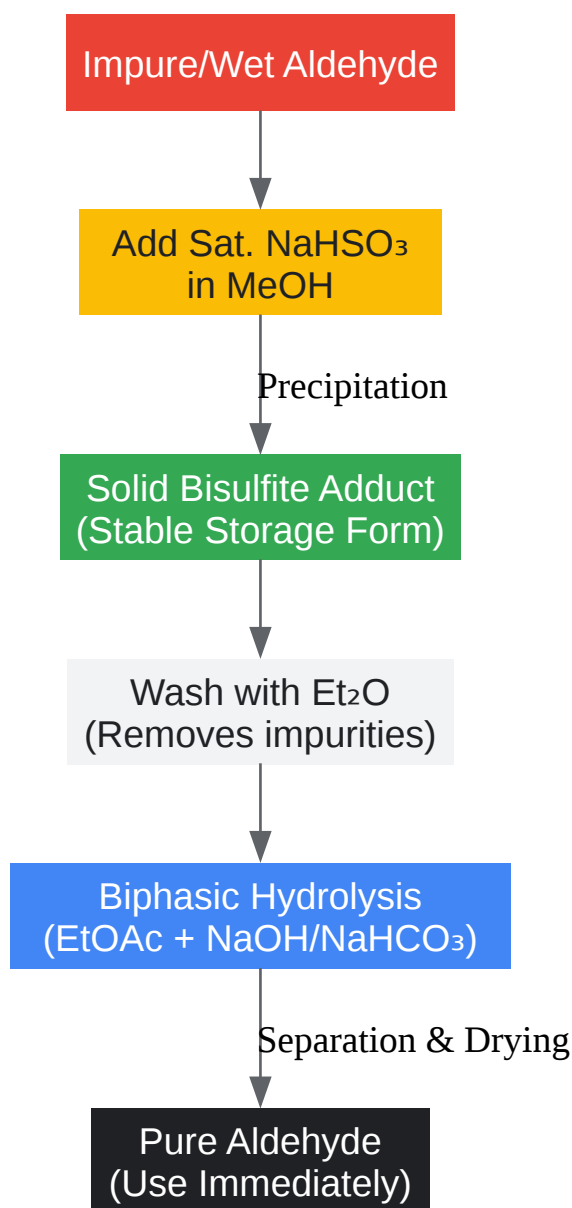 Impure/Wet Aldehyde
Add Sat. NaHSO₃
in MeOH
Precipitation
Solid Bisulfite Adduct
(Stable Storage Form)
Wash with Et₂O
(Removes impurities)
Biphasic Hydrolysis
(EtOAc + NaOH/NaHCO₃)
Separation & Drying
Pure Aldehyde
(Use Immediately)